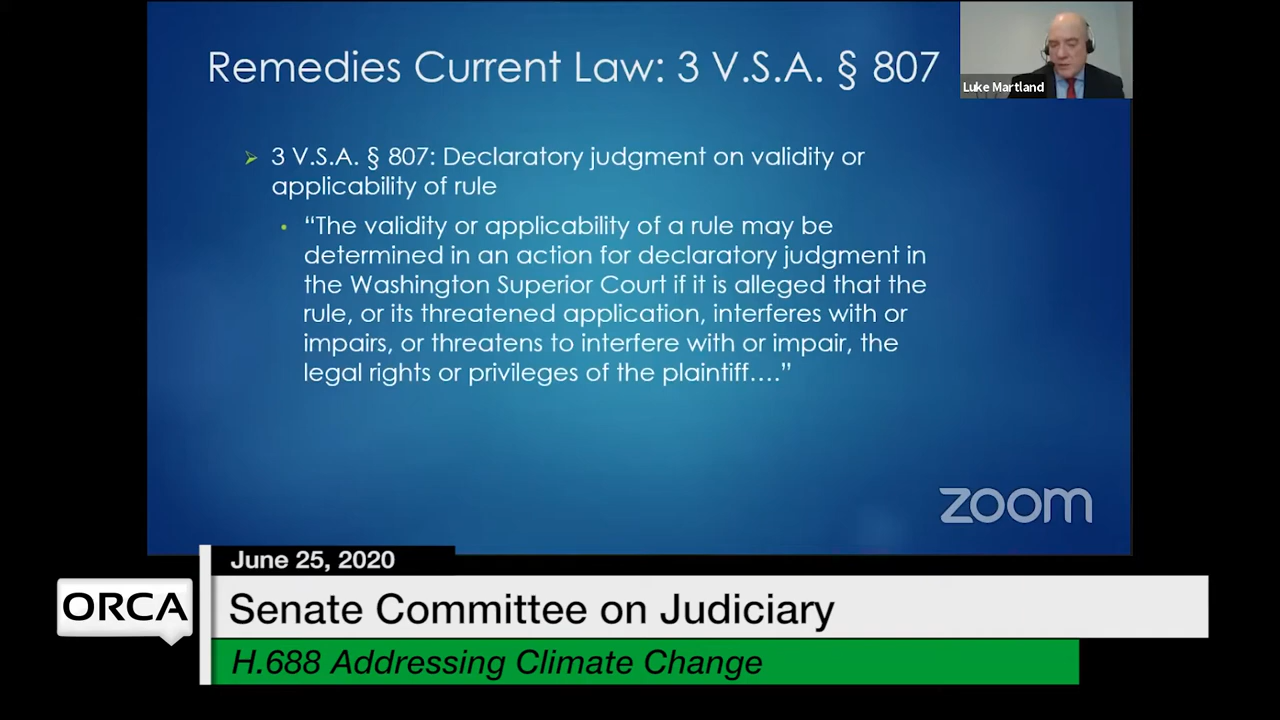 Remedies Current Law: 3 V.S.A. § 807
Luke Martland
3 V.S.A. § 807: Declaratory judgment on validity or
applicability of rule
“The validity or applicability of a rule may be
determined in an action for declaratory judgment in
the Washington Superior Court if it is alleged that the
rule, or its threatened application, interferes with or
impairs, or threatens to interfere with or impair, the
legal rights or privileges of the plaintiff….”
zoom
June 25, 2020
ORCA
Senate Committee on Judiciary
H.688 Addressing Climate Change